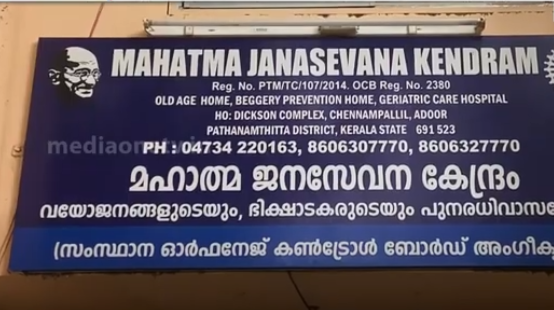 MAHATMA JANASEVANA KENDRAM
Reg. No. PTM/TC/107/2014. OCB Reg. No. 2380
OLD AGE HOME, BEGGERY PREVENTION HOME, GERIATRIC CARE HOSPITAL
HO: DICKSON COMPLEX, CHENNAMPALLIL, ADOOR
PATHANAMTHITTA DISTRICT, KERALA STATE 691 523
PH : 04734 220163, 8606307770, 8606327770
മഹാത്മ ജനസേവന കേന്ദ്രം
വയോജനങ്ങളുടെയും, ഭിക്ഷാടകരുടെയും
(സംസ്ഥാന ഓർഫനേജ് കൺട്രോൾ ബോർഡ്